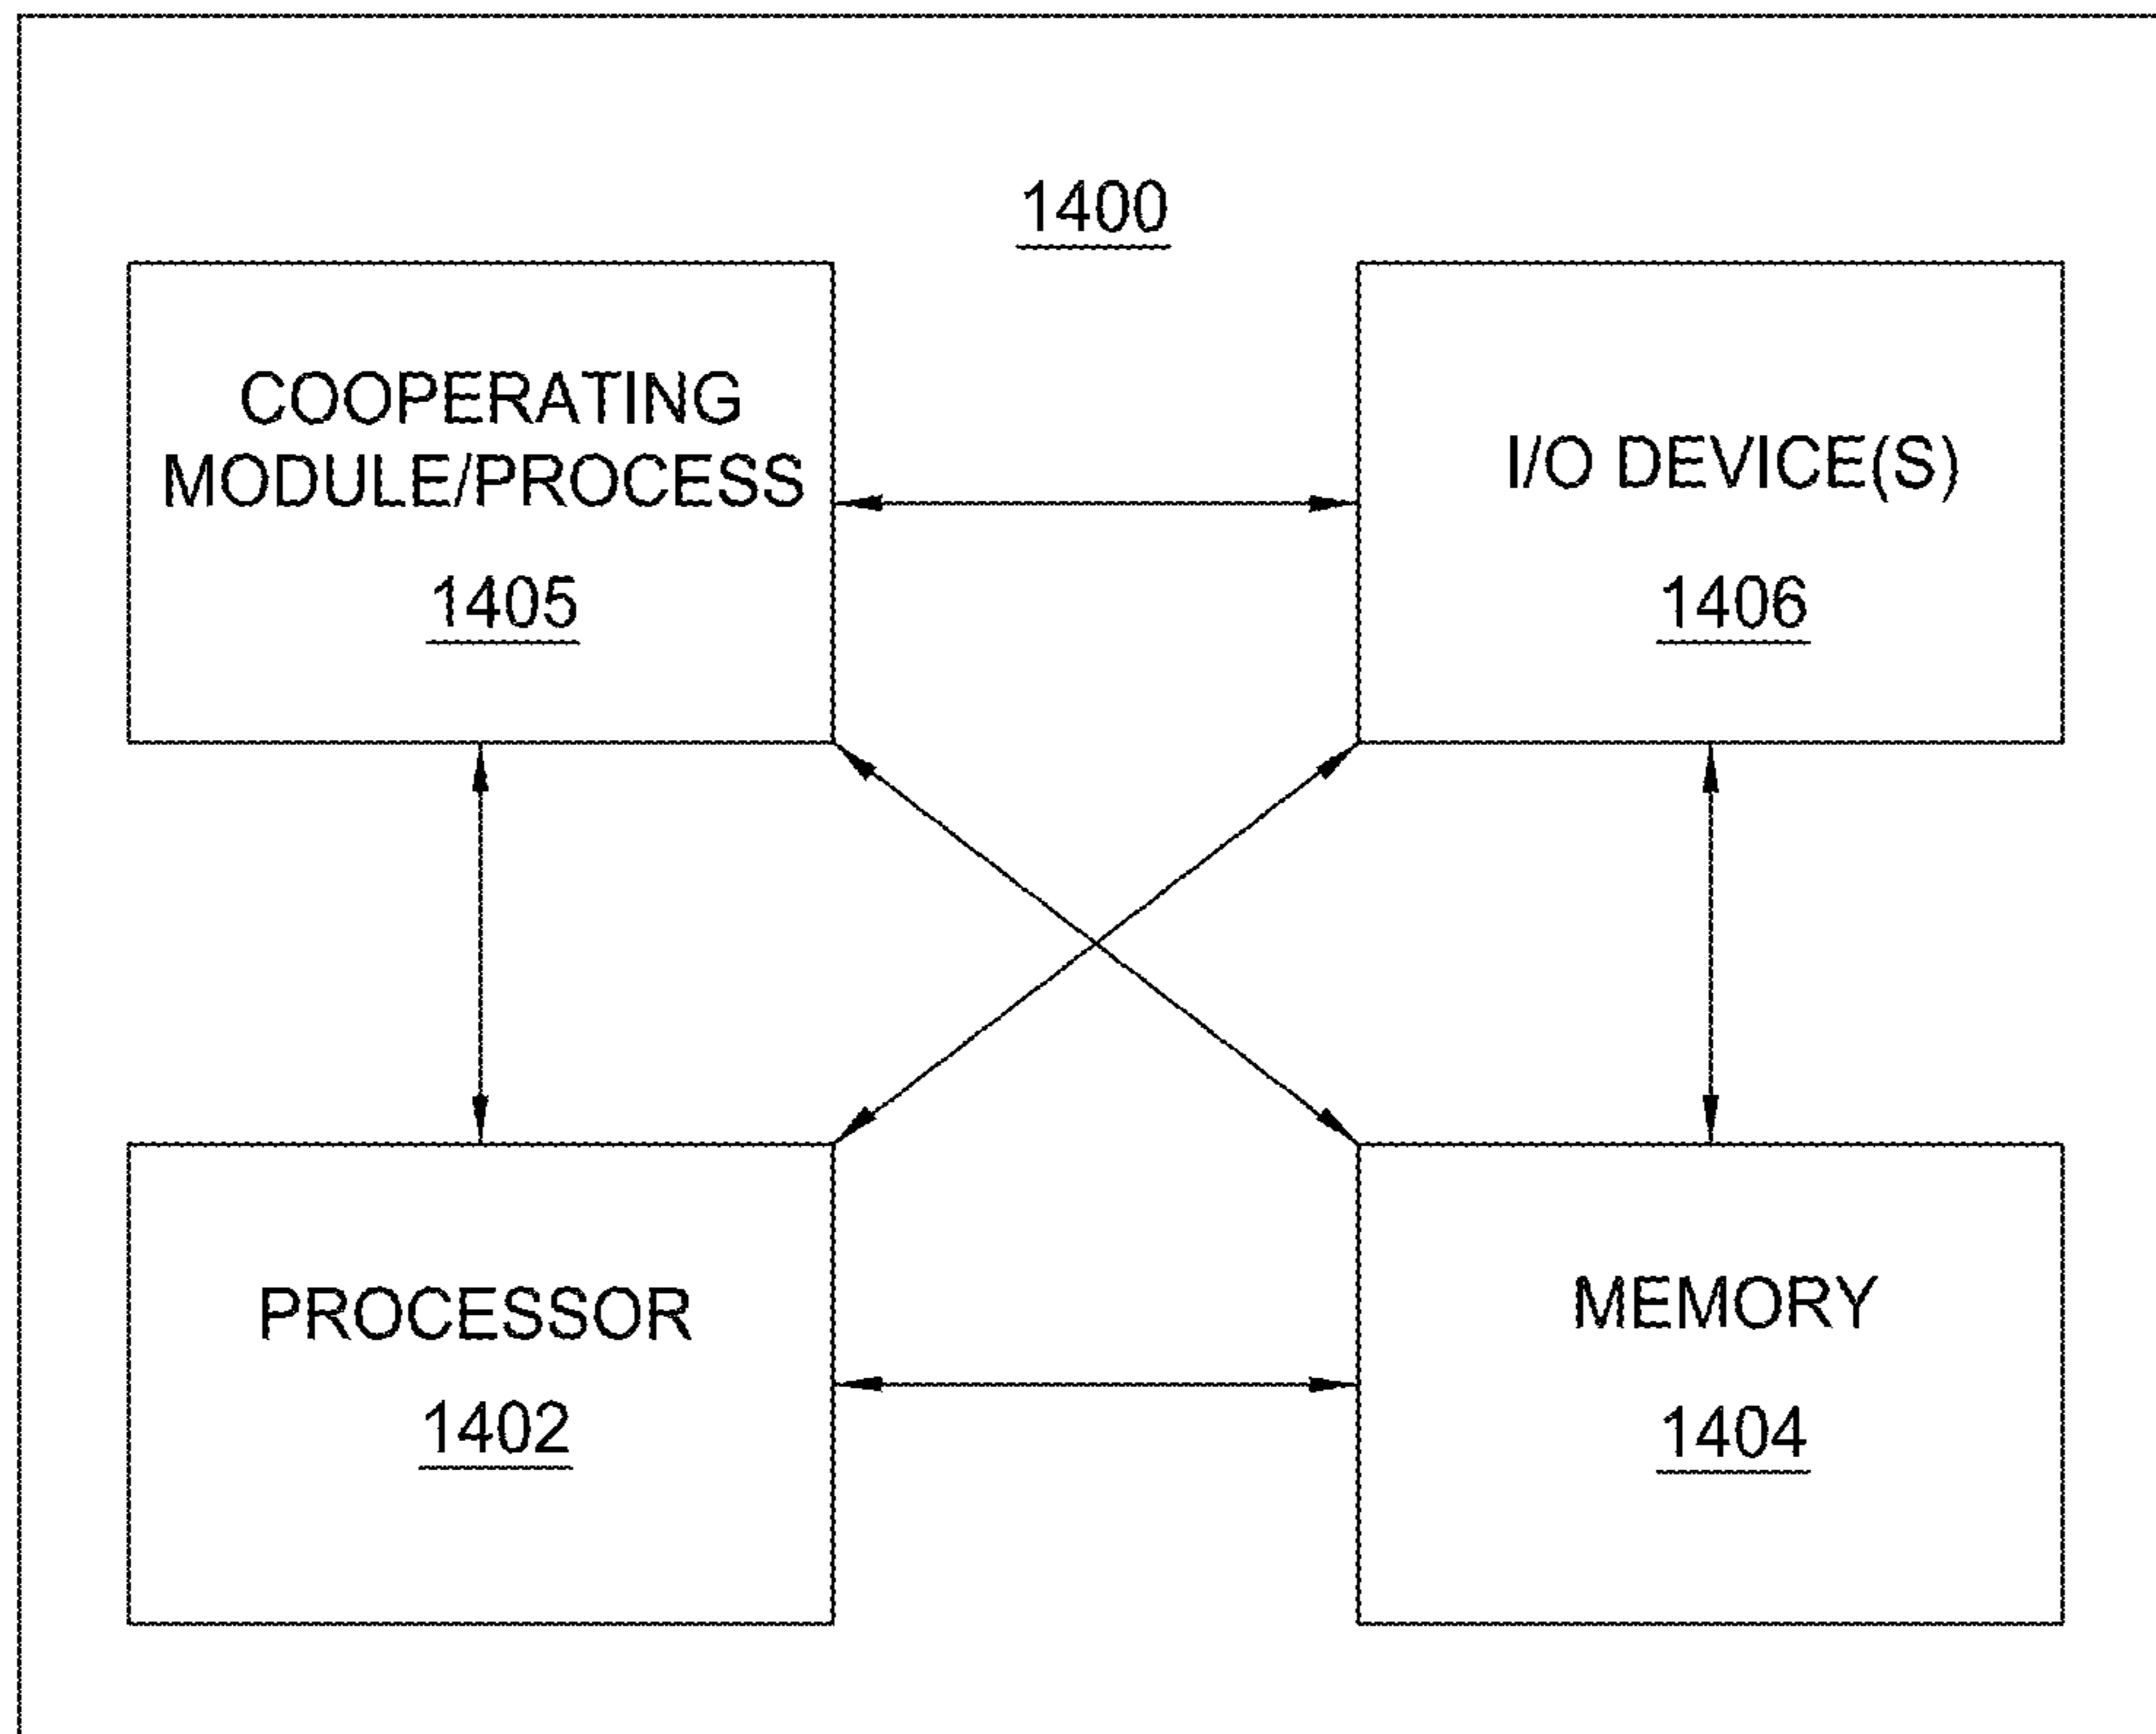 1400
COOPERATING
MODULE/PROCESS
1405
I/O DEVICE(S)
1406
PROCESSOR
1402
MEMORY
1404